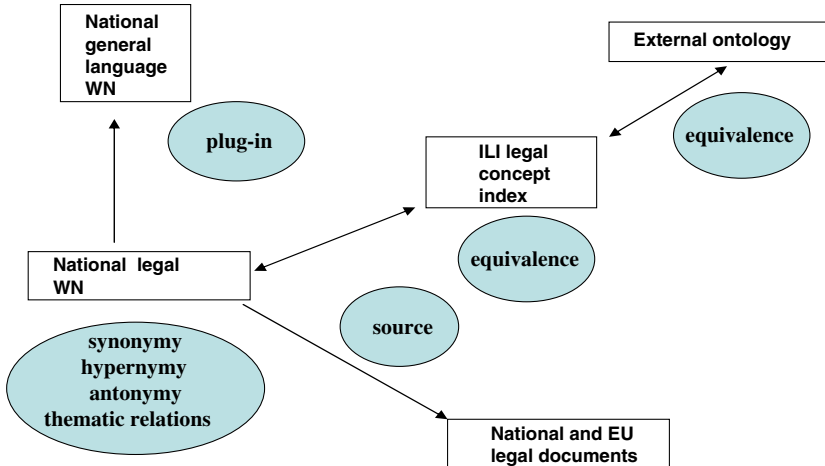 National
general
language
WN
External ontology
plug-in
equivalence
ILI legal
concept
index
National legal
WN
equivalence
source
synonymy
hypernymy
antonymy
thematic relations
National and EU
legal documents